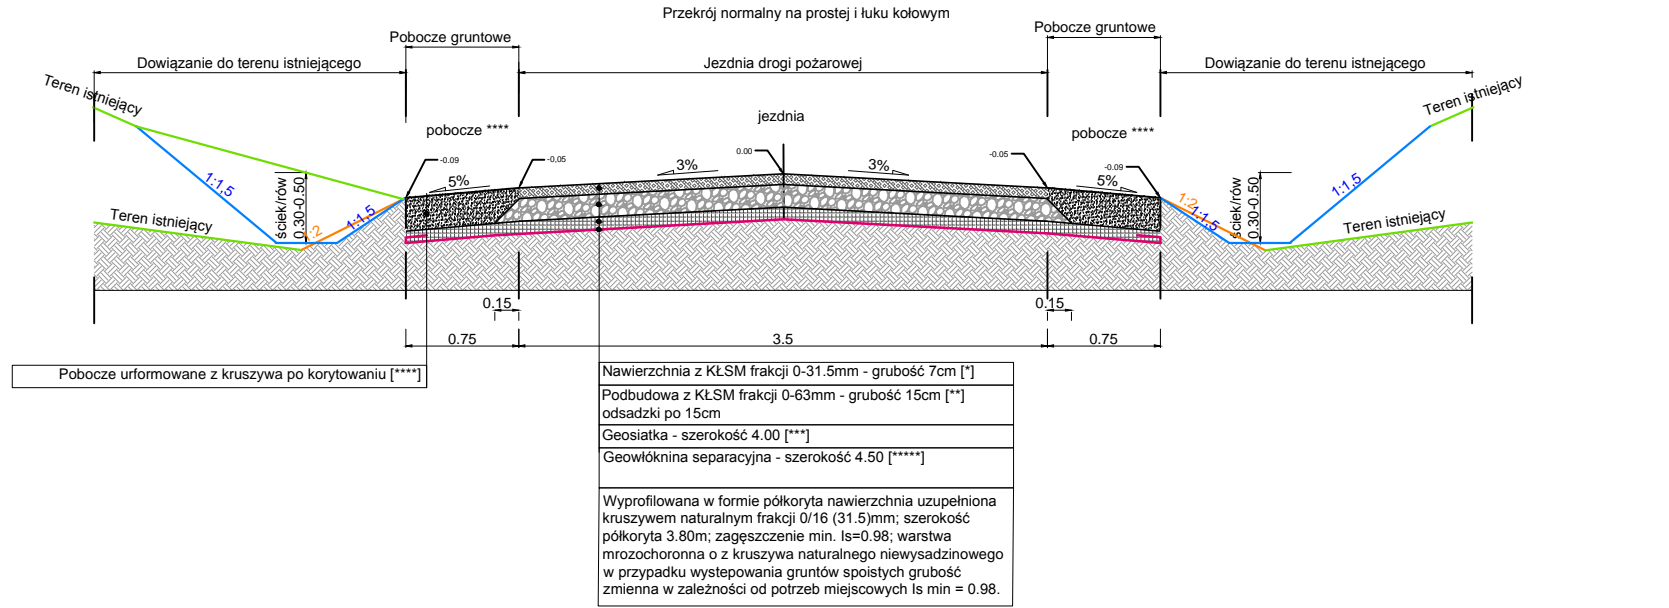 Przekrój normalny na prostej i łuku kołowym
Pobocze gruntowe
Pobocze gruntowe
Dowiązanie do terenu istniejącego
Jezdnia drogi pożarowej
Dowiązanie do terenu istnejącego
Teren istniejący
Teren istniejący
jezdnia
pobocze ****
pobocze ****
-0.09
-0,05
0.00
-0.05
-0.09
5%
3%
3%
5%
1:1,5
ściek/rów
0.30-0.50
1:2
1:1,5
1:2
1:1,5
ściek/rów
0.30-0.50
1:1,5
Teren istniejący
Teren istniejący
0.15
0.15
0.75
3.5
0.75
Pobocze urformowane z kruszywa po korytowaniu [****]
Nawierzchnia z KŁSM frakcji 0-31.5mm - grubość 7cm [*]
Podbudowa z KŁSM frakcji 0-63mm - grubość 15cm [**]
odsadzki po 15cm
Geosiatka - szerokość 4.00 [***]
Geowłóknina separacyjna - szerokość 4.50 [*****]
Wyprofilowana w formie półkoryta nawierzchnia uzupełniona
kruszywem naturalnym frakcji 0/16 (31.5)mm; szerokość
półkoryta 3.80m; zagęszczenie min. Is=0.98; warstwa
mrozochoronna o z kruszywa naturalnego niewysadzinowego
w przypadku wystepowania gruntów spoistych grubość
zmienna w zależności od potrzeb miejscowych Is min = 0.98.